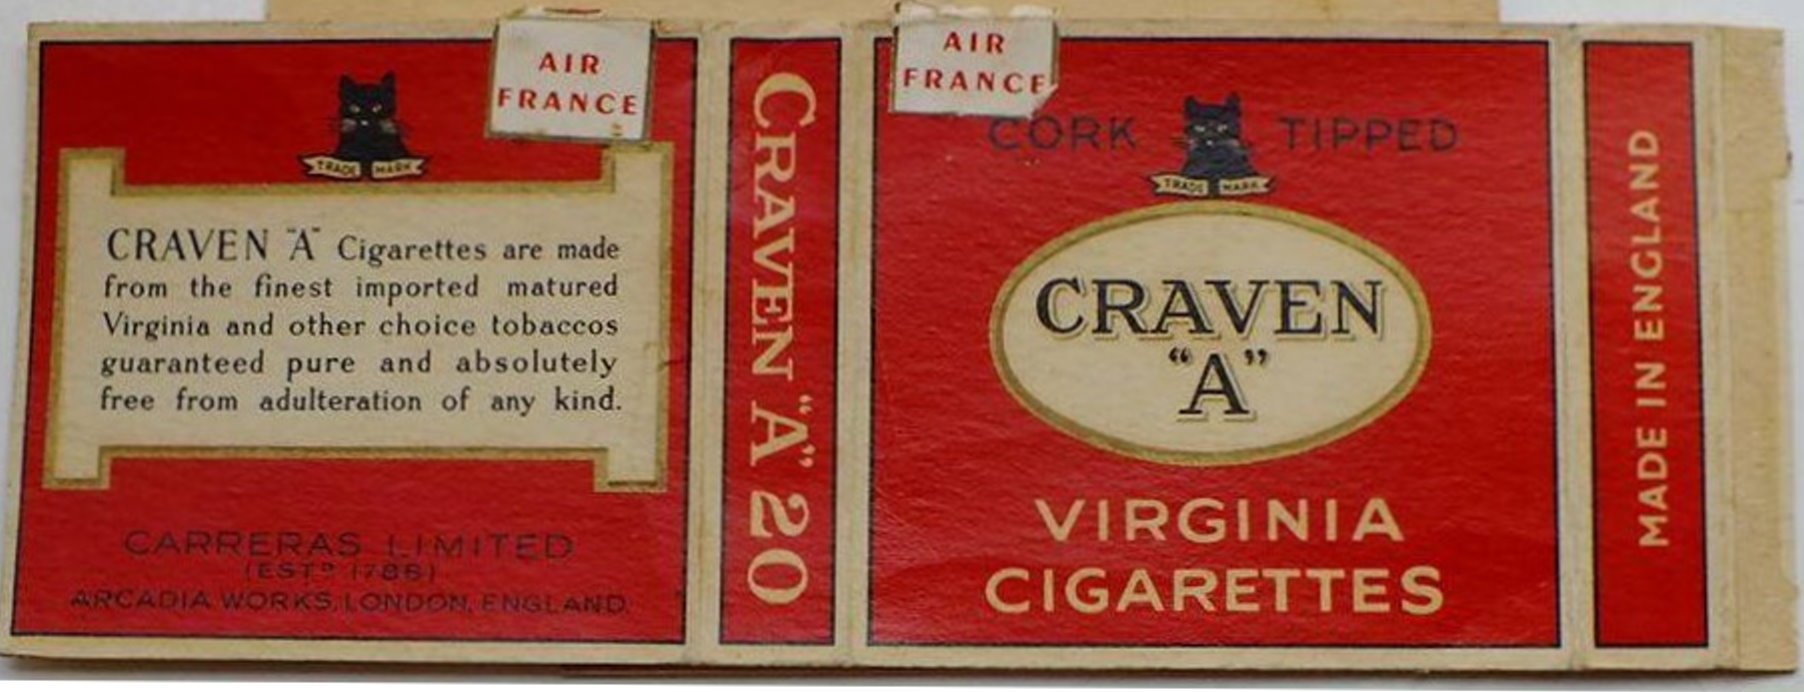 AIR
FRANCE
TRADE MARK
CRAVEN "A" Cigarettes are made
from the finest imported matured
Virginia and other choice tobaccos
guaranteed pure and absolutely
free from adulteration of any kind.
CARRERAS LIMITED
(ESTD 1788)
ARCADIA WORKS, LONDON, ENGLAND.
CRAVEN "A" 20
AIR
FRANCE
CORK TIPPED
TRADE MARK
CRAVEN
“A”
VIRGINIA
CIGARETTES
MADE IN ENGLAND